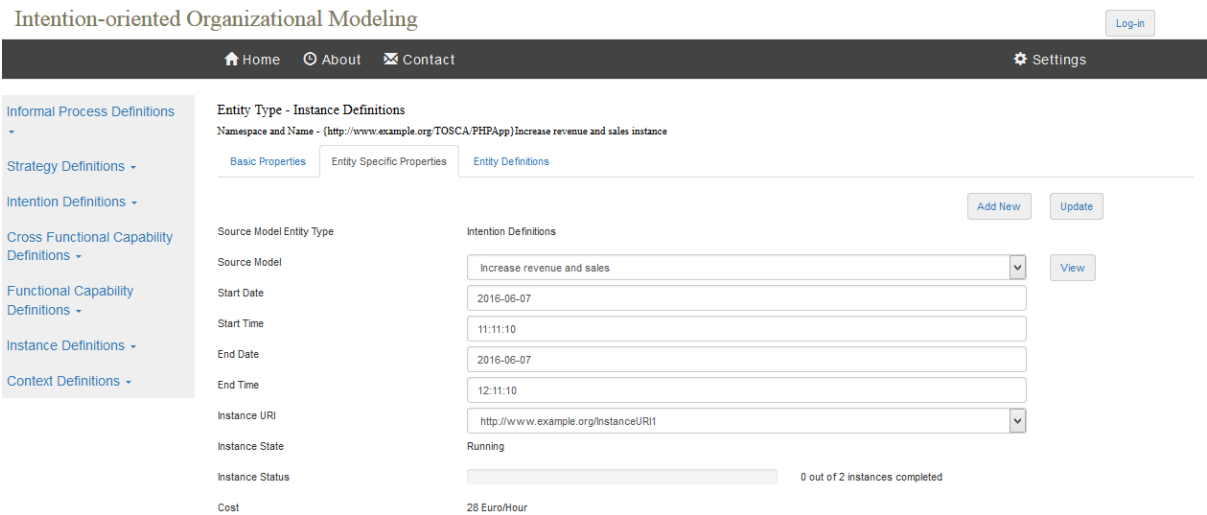 Intention-oriented Organizational Modeling
Log-in
Home About Contact Settings
Informal Process Definitions
Strategy Definitions
Intention Definitions
Cross Functional Capability
Definitions
Functional Capability
Definitions
Instance Definitions
Context Definitions
Entity Type - Instance Definitions
Namespace and Name - {http://www.example.org/TOSCA/PHPApp}Increase revenue and sales instance
Basic Properties Entity Specific Properties Entity Definitions
Add New Update
Source Model Entity Type Intention Definitions
Source Model Increase revenue and sales View
Start Date 2016-06-07
Start Time 11:11:10
End Date 2016-06-07
End Time 12:11:10
Instance URI http://www.example.org/InstanceURI1
Instance State Running
Instance Status 0 out of 2 instances completed
Cost 28 Euro/Hour